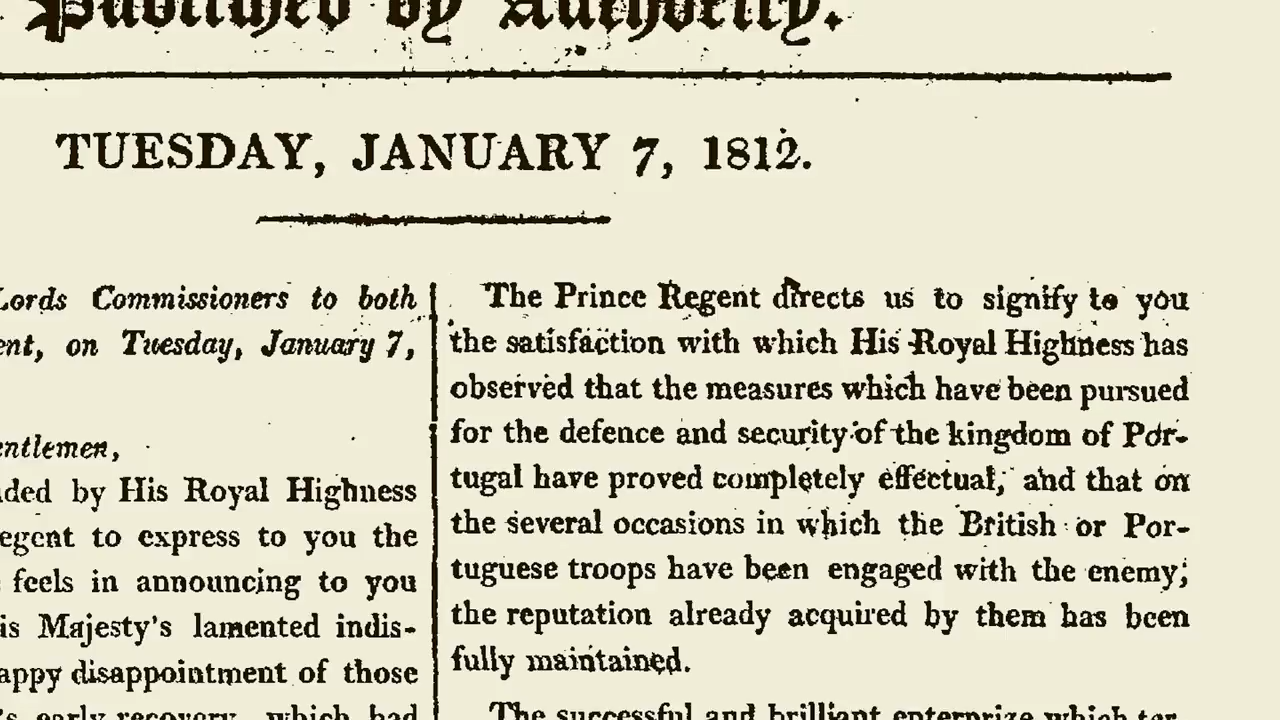 Published by Authority.
TUESDAY, JANUARY 7, 1812.
Lords Commissioners to both
ent, on Tuesday, January 7,
entlemen,
ded by His Royal Highness
egent to express to you the
feels in announcing to you
is Majesty's lamented indis-
appy disappointment of those
's early recovery, which had
The Prince Regent directs us to signify to you
the satisfaction with which His Royal Highness has
observed that the measures which have been pursued
for the defence and security of the kingdom of Por-
tugal have proved completely effectual; and that on
the several occasions in which the British or Por-
tuguese troops have been engaged with the enemy,
the reputation already acquired by them has been
fully maintained.
The successful and brilliant enterprize which ter-